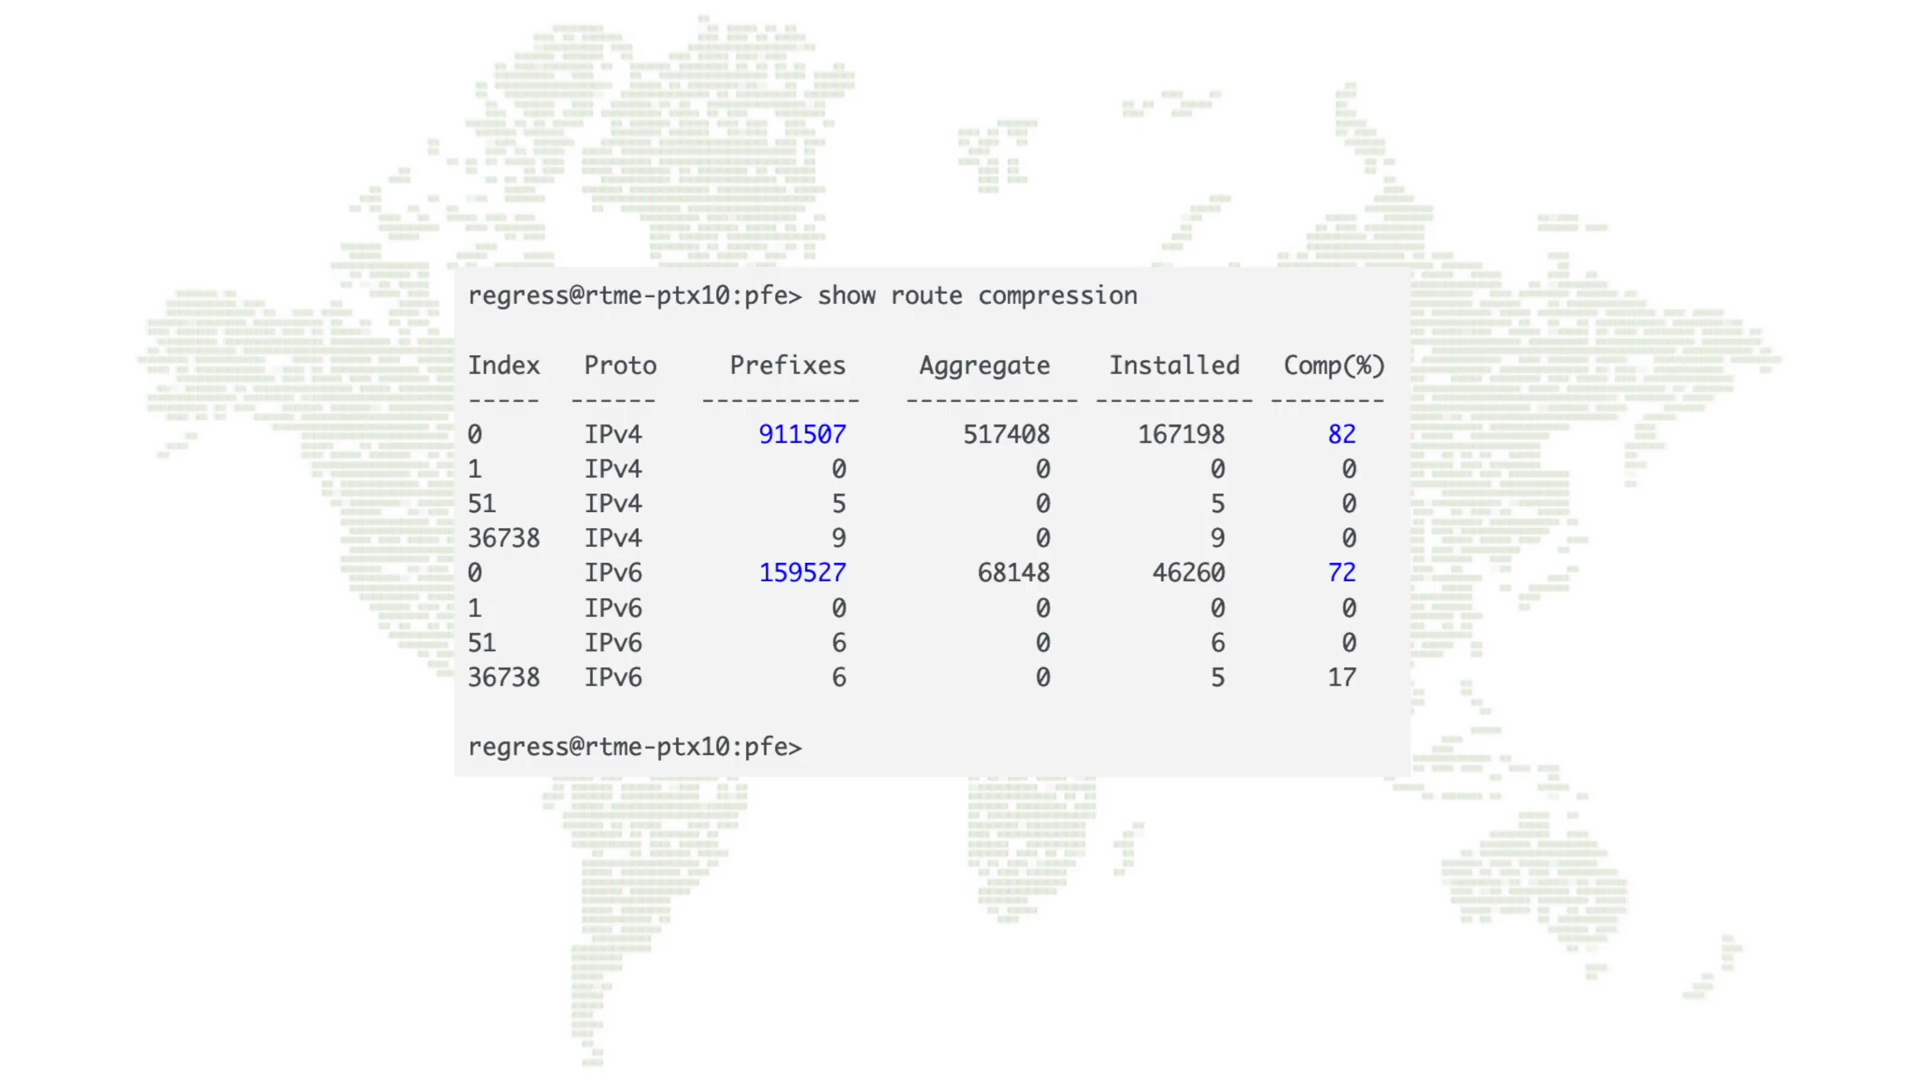 regress@rtme-ptx10:pfe> show route compression
Index Proto Prefixes Aggregate Installed Comp(%)
----- ------ ----------- ------------ ----------- --------
0 IPv4 911507 517408 167198 82
1 IPv4 0 0 0 0
51 IPv4 5 0 5 0
36738 IPv4 9 0 9 0
0 IPv6 159527 68148 46260 72
1 IPv6 0 0 0 0
51 IPv6 6 0 6 0
36738 IPv6 6 0 5 17
regress@rtme-ptx10:pfe>